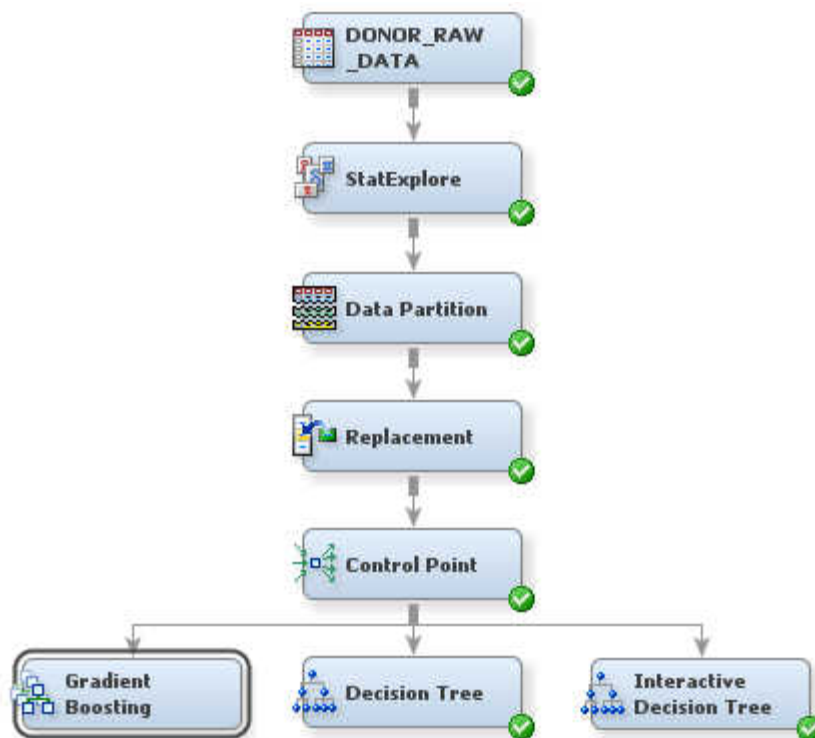 DONOR_RAW
_DATA
StatExplore
Data Partition
Replacement
Control Point
Gradient
Boosting
Decision Tree
Interactive
Decision Tree